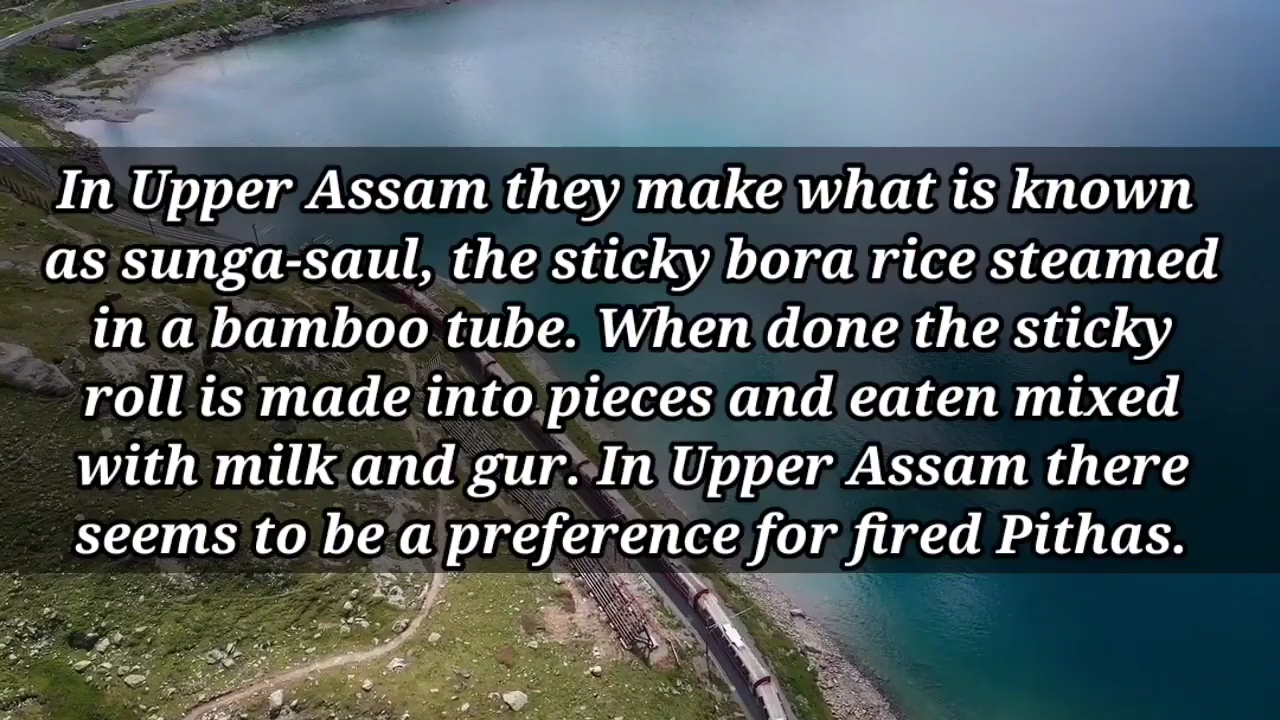 In Upper Assam they make what is known
as sunga-saul, the sticky bora rice steamed
in a bamboo tube. When done the sticky
roll is made into pieces and eaten mixed
with milk and gur. In Upper Assam there
seems to be a preference for fired Pithas.